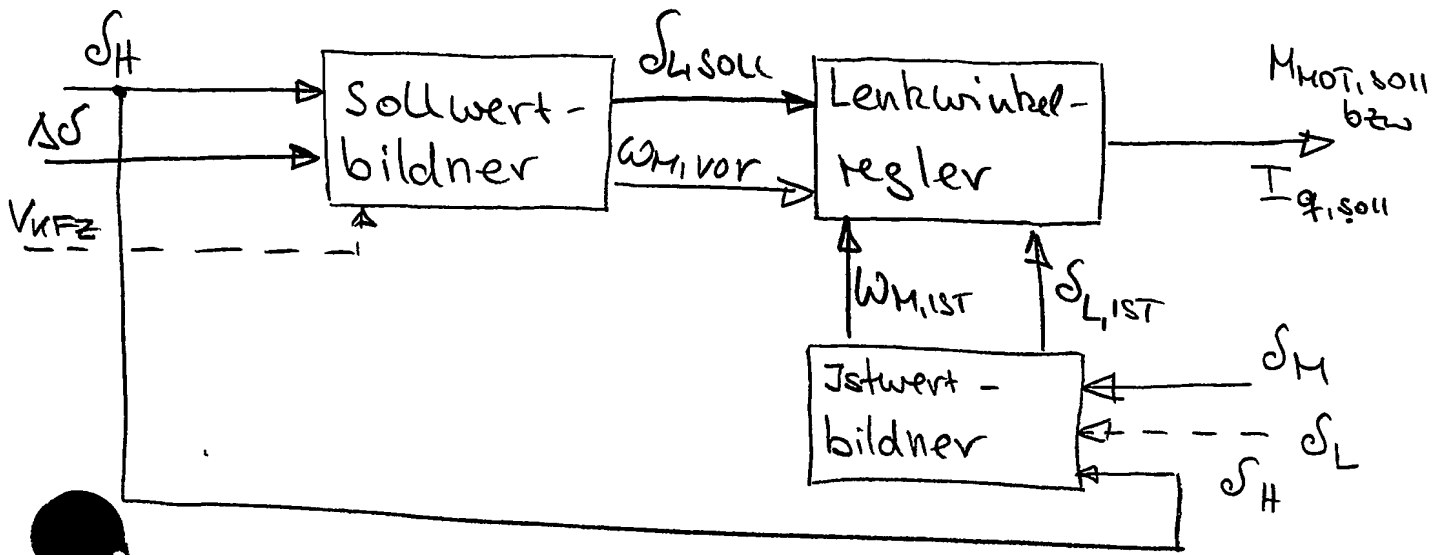 δH
Δδ
VKFZ
Sollwert-
bildner
δL,SOLL
ωM,VOR
Lenkwinkel-
regler
MMOT,SOLL
bzw
Iq,soll
ωM,IST
δL,IST
Istwert-
bildner
δM
δL
δH